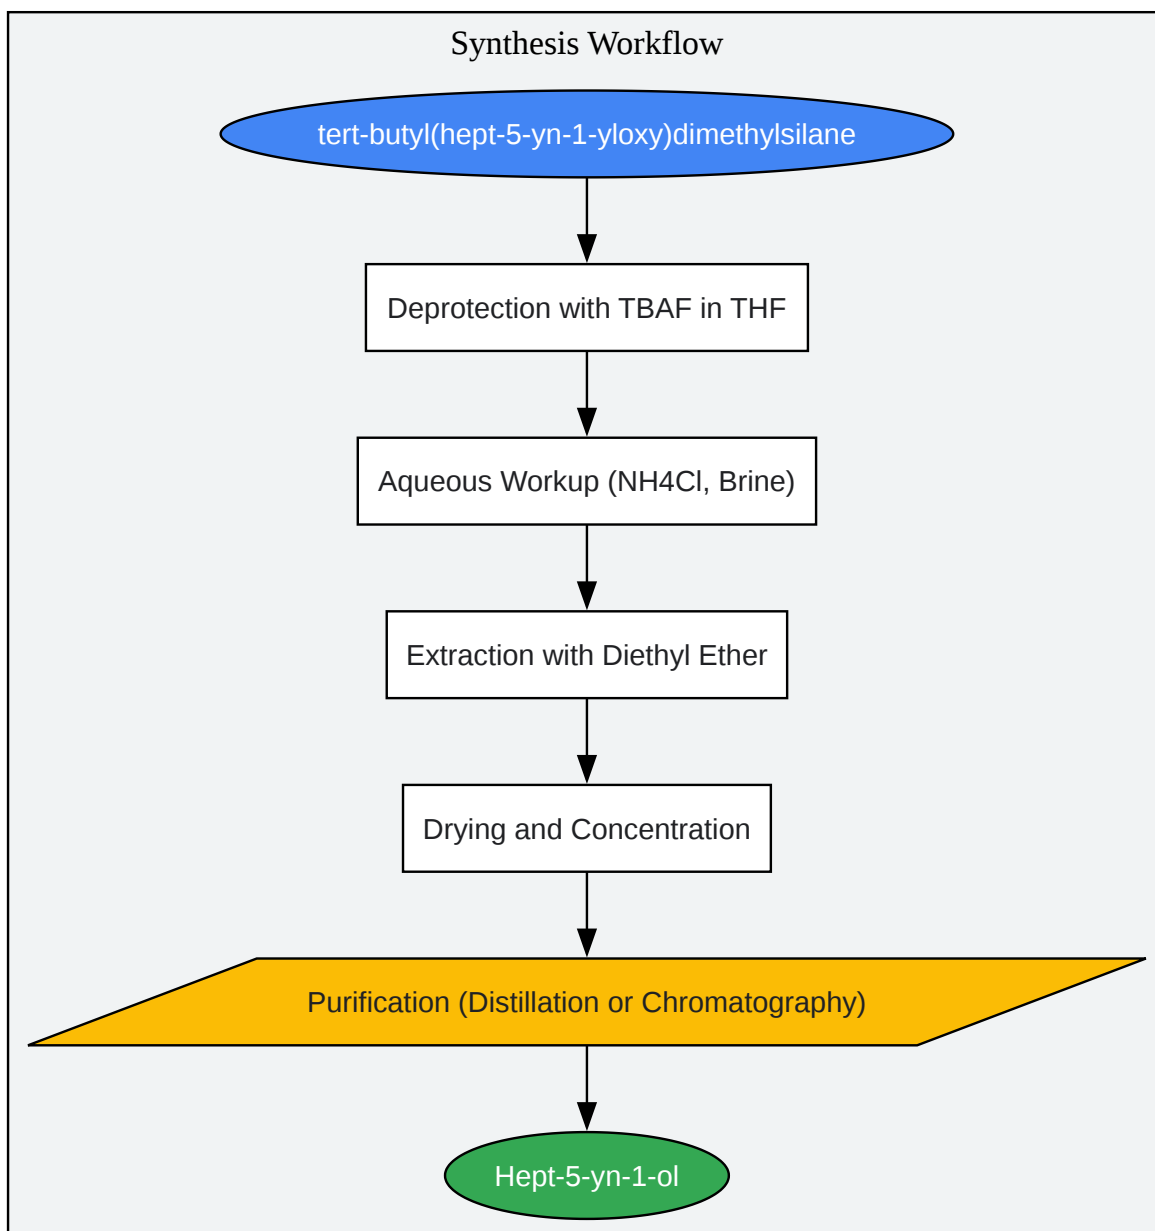 Synthesis Workflow
tert-butyl(hept-5-yn-1-yloxy)dimethylsilane
Deprotection with TBAF in THF
Aqueous Workup (NH4Cl, Brine)
Extraction with Diethyl Ether
Drying and Concentration
Purification (Distillation or Chromatography)
Hept-5-yn-1-ol